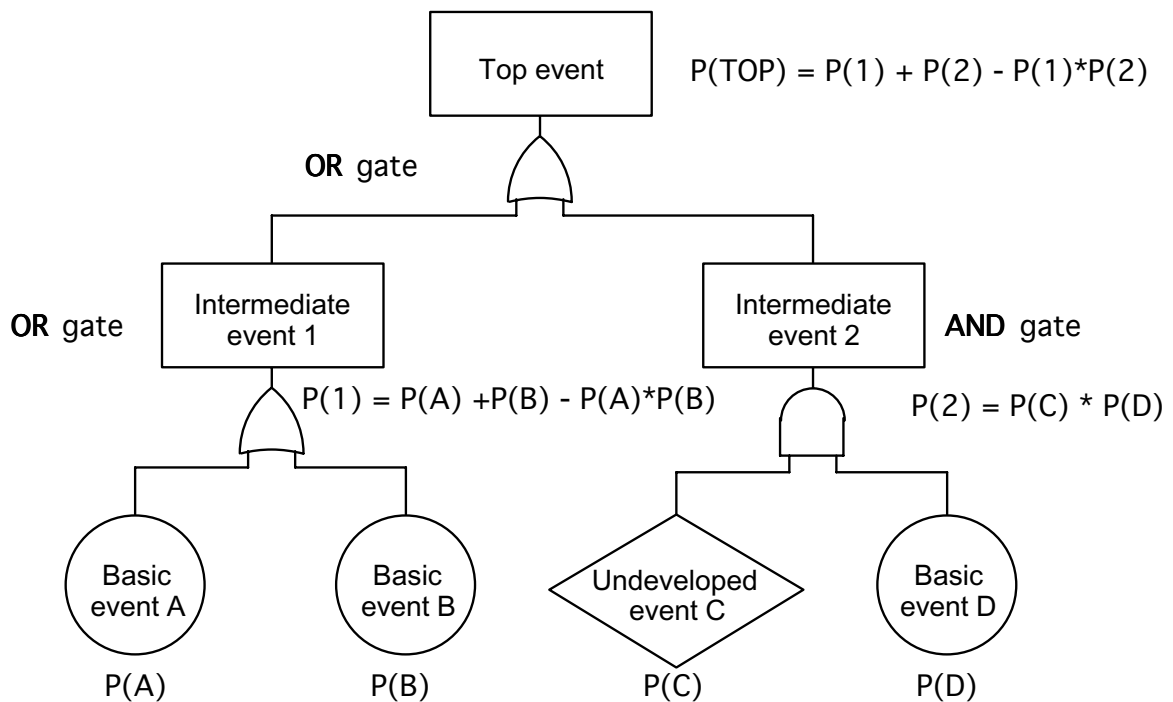 Top event
P(TOP) = P(1) + P(2) - P(1)*P(2)
OR gate
OR gate
Intermediate
event 1
Intermediate
event 2
AND gate
P(1) = P(A) +P(B) - P(A)*P(B)
P(2) = P(C) * P(D)
Basic
event A
Basic
event B
Undeveloped
event C
Basic
event D
P(A)
P(B)
P(C)
P(D)